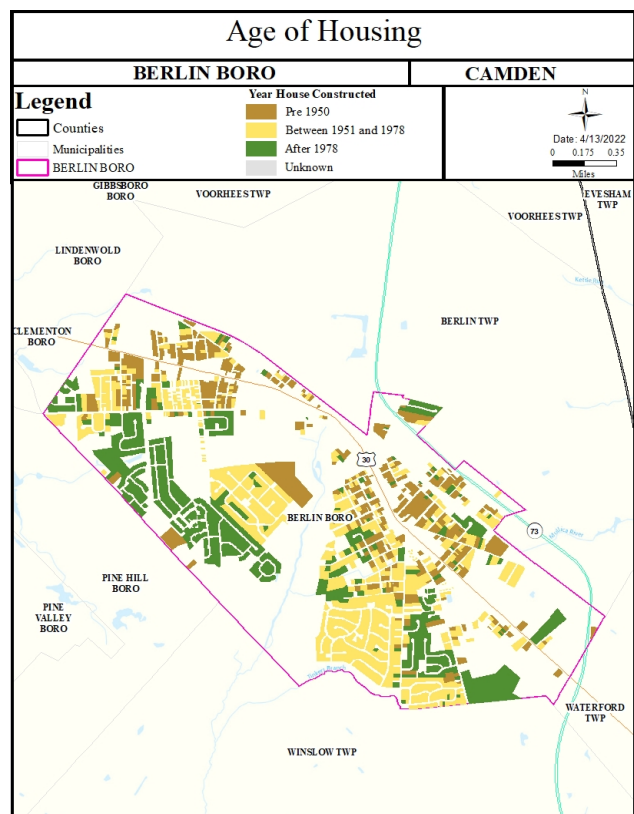 Age of Housing
BERLIN BORO
CAMDEN
Legend
Counties
Municipalities
BERLIN BORO
Year House Constructed
Pre 1950
Between 1951 and 1978
After 1978
Unknown
N
Date: 4/13/2022
0 0.175 0.35
Miles
GIBBSBORO
BORO
VOORHEES TWP
EVESHAM
TWP
VOORHEES TWP
LINDENWOLD
BORO
CLEMENTON
BORO
BERLIN TWP
30
BERLIN BORO
73
PINE HILL
BORO
PINE
VALLEY
BORO
WATERFORD
TWP
WINSLOW TWP